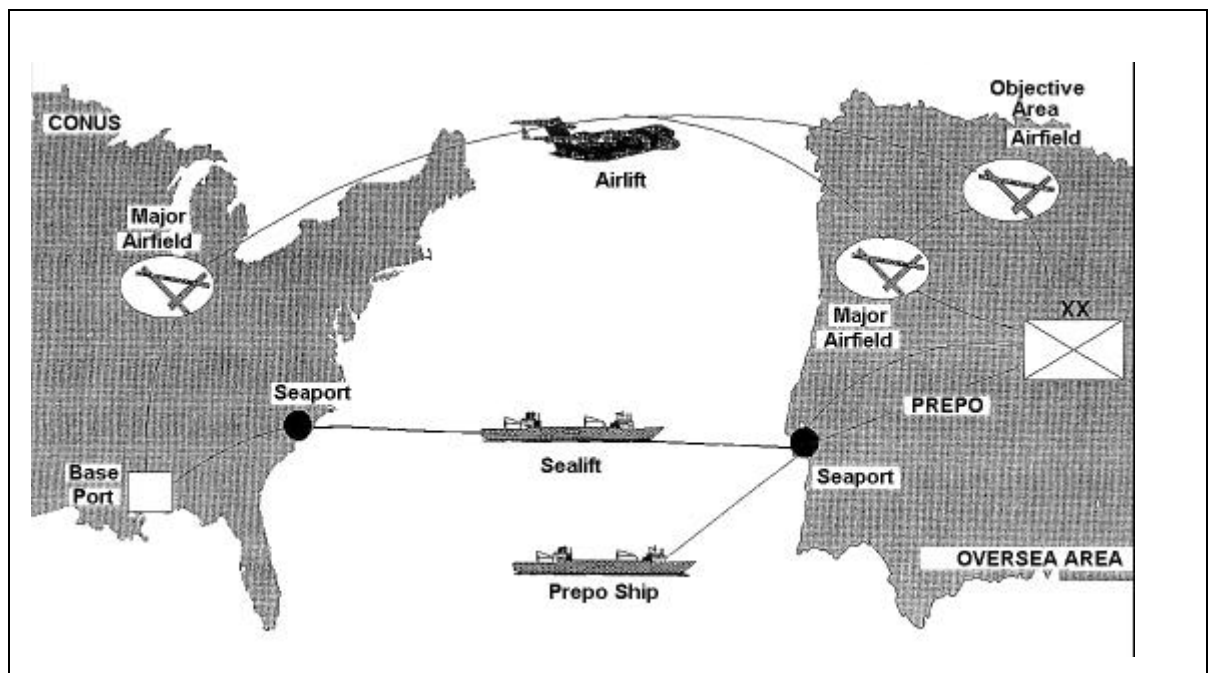 CONUS
Objective
Area
Airfield
Airlift
Major
Airfield
XX
Major
Airfield
Seaport
PREPO
Base
Port
Sealift
Seaport
OVERSEA AREA
Prepo Ship